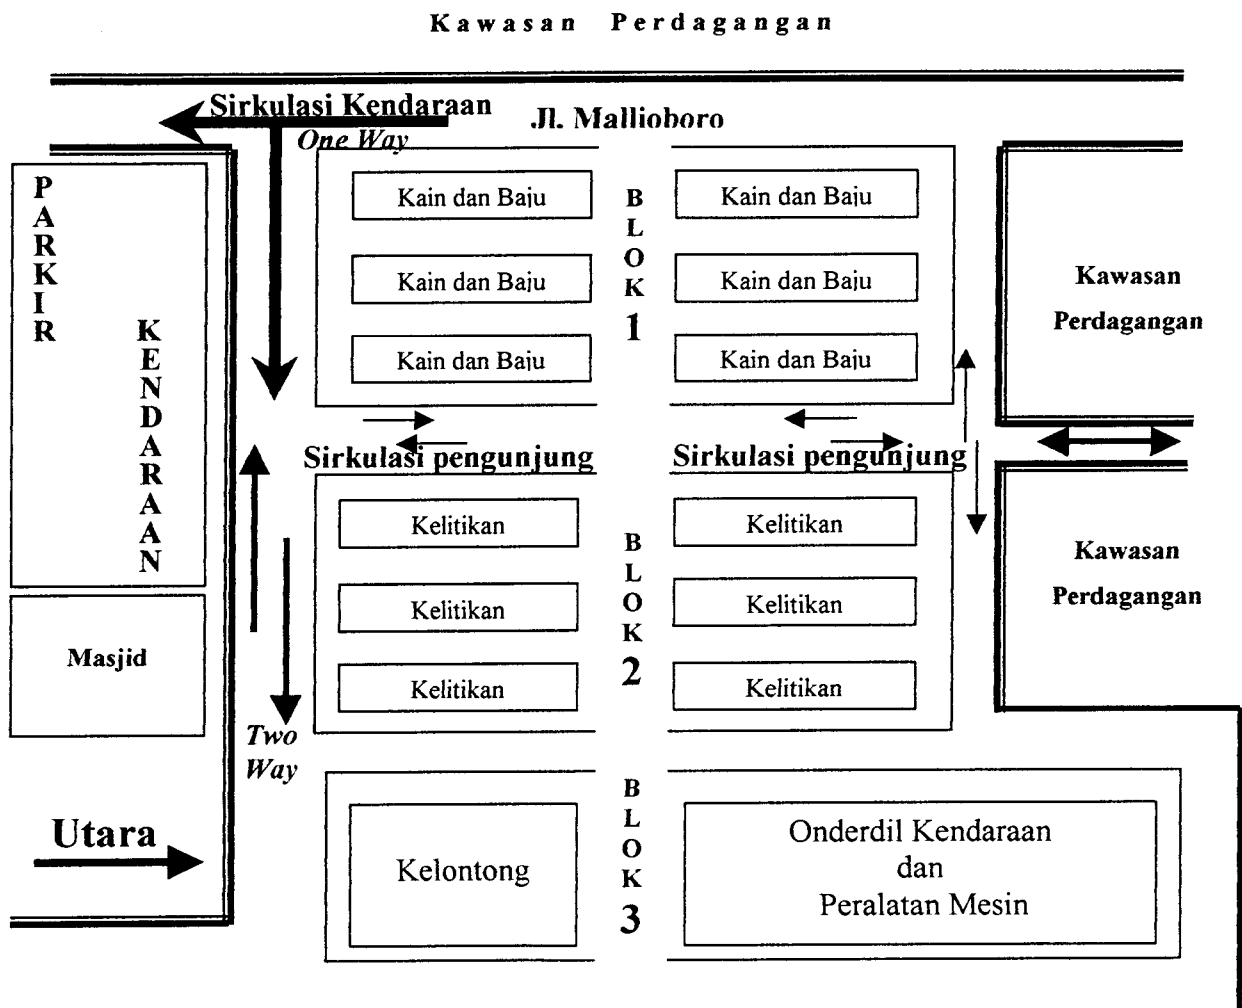 Kawasan Perdagangan
Sirkulasi Kendaraan
One Way
Jl. Mallioboro
PARKIR
KENDARAAN
Kain dan Baju
Kain dan Baju
Kain dan Baju
BLOK
1
Kain dan Baju
Kain dan Baju
Kain dan Baju
Kawasan
Perdagangan
Sirkulasi pengunjung
Sirkulasi pengunjung
Kelitikan
Kelitikan
Kelitikan
BLOK
2
Kelitikan
Kelitikan
Kelitikan
Kawasan
Perdagangan
Masjid
Two
Way
Utara
Kelontong
BLOK
3
Onderdil Kendaraan
dan
Peralatan Mesin